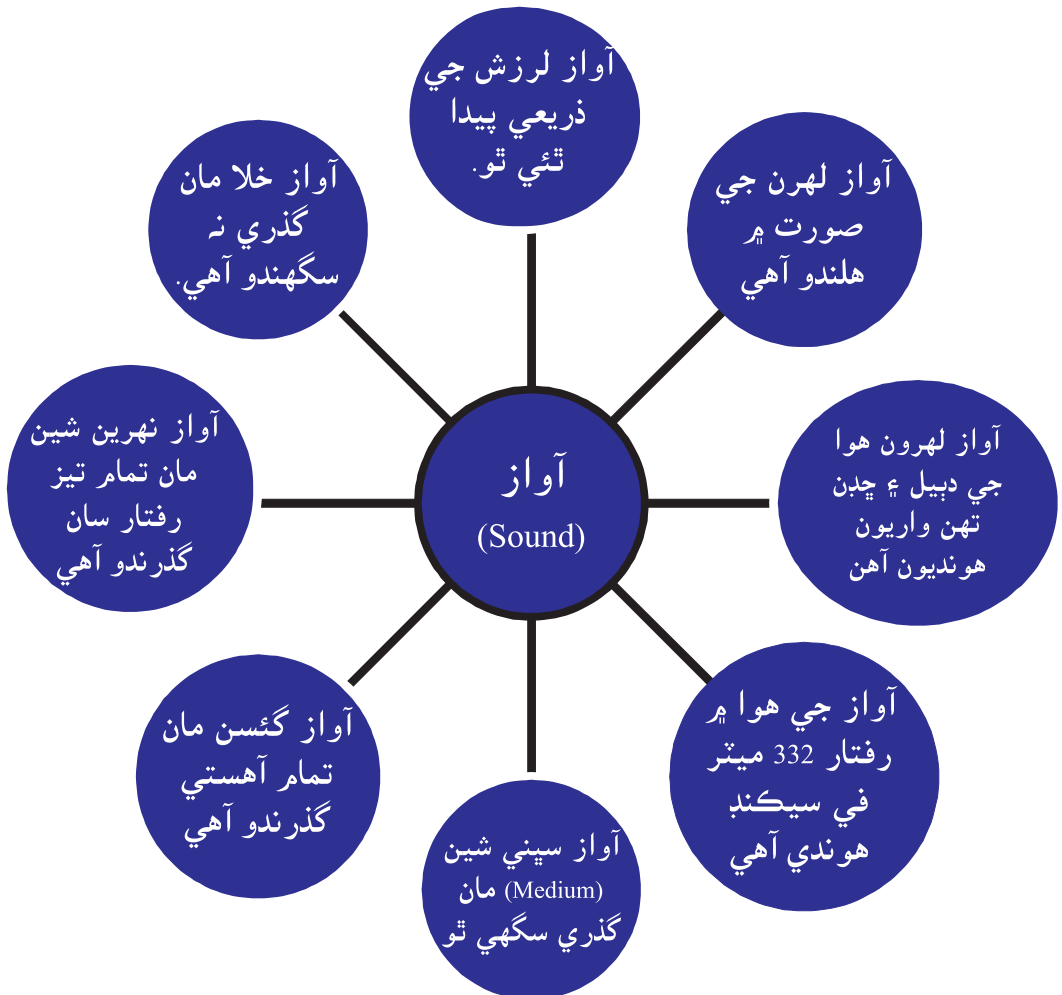 آواز لرزش جي
ذريعي پيدا
ٿئي ٿو.
آواز لهرن جي
صورت ۾
هلندو آهي
آواز لهرون هوا
جي دٻيل ۽ ڇڊن
تهن واريون
هونديون آهن
آواز جي هوا ۾
رفتار 332 ميٽر
في سيڪنڊ
هوندي آهي
آواز سڀني شين
(Medium) مان
گذري سگهي ٿو
آواز گئسن مان
تمام آهستي
گذرندو آهي
آواز نهرين شين
مان تمام تيز
رفتار سان
گذرندو آهي
آواز خلا مان
گذري نہ
سگهندو آهي.
آواز
(Sound)